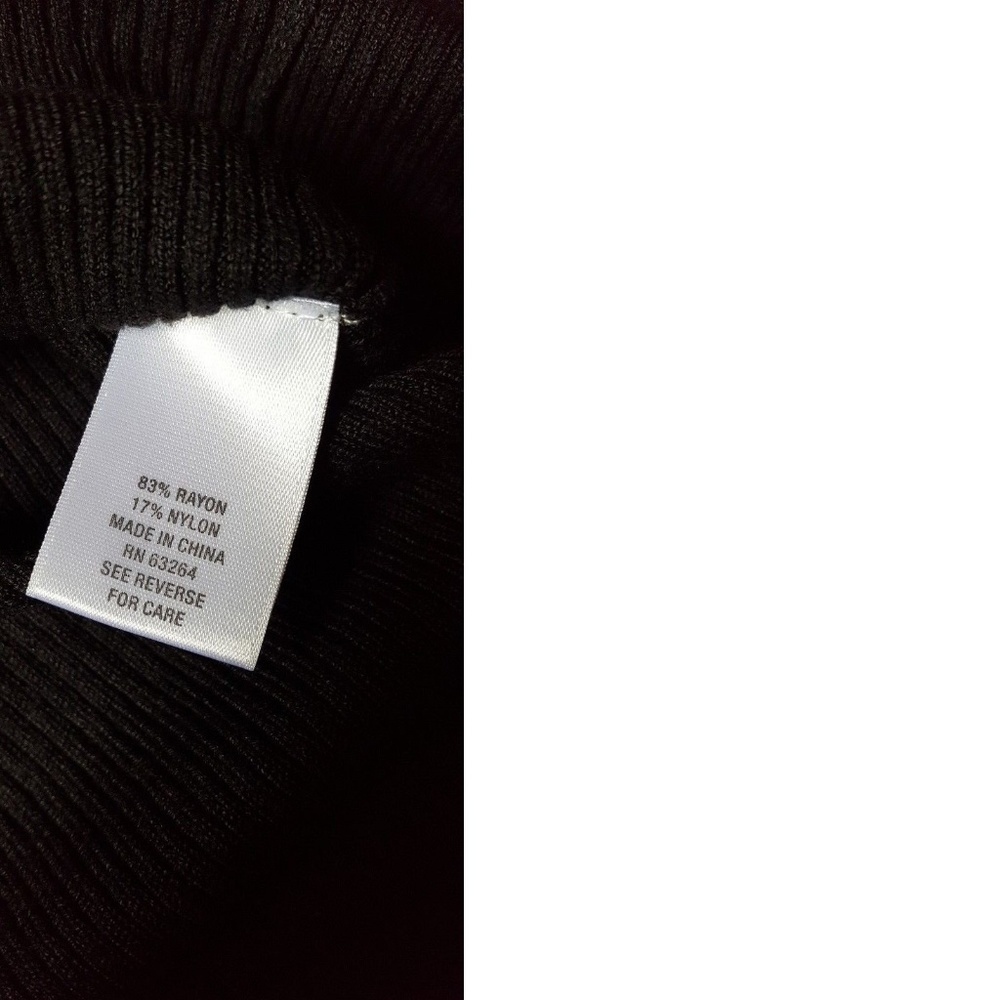 83% RAYON
17% NYLON
MADE IN CHINA
RN 63264
SEE REVERSE
FOR CARE